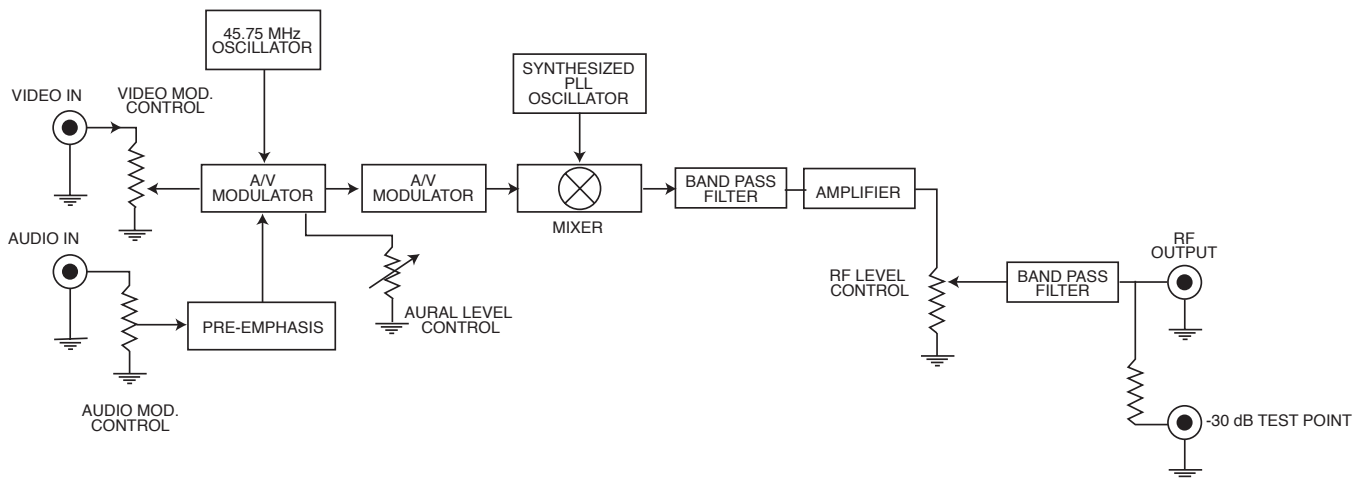 45.75 MHz
OSCILLATOR
SYNTHESIZED
PLL
OSCILLATOR
VIDEO IN
VIDEO MOD.
CONTROL
A/V
MODULATOR
A/V
MODULATOR
MIXER
BAND PASS
FILTER
AMPLIFIER
AUDIO IN
PRE-EMPHASIS
AURAL LEVEL
CONTROL
AUDIO MOD.
CONTROL
RF LEVEL
CONTROL
BAND PASS
FILTER
RF
OUTPUT
-30 dB TEST POINT